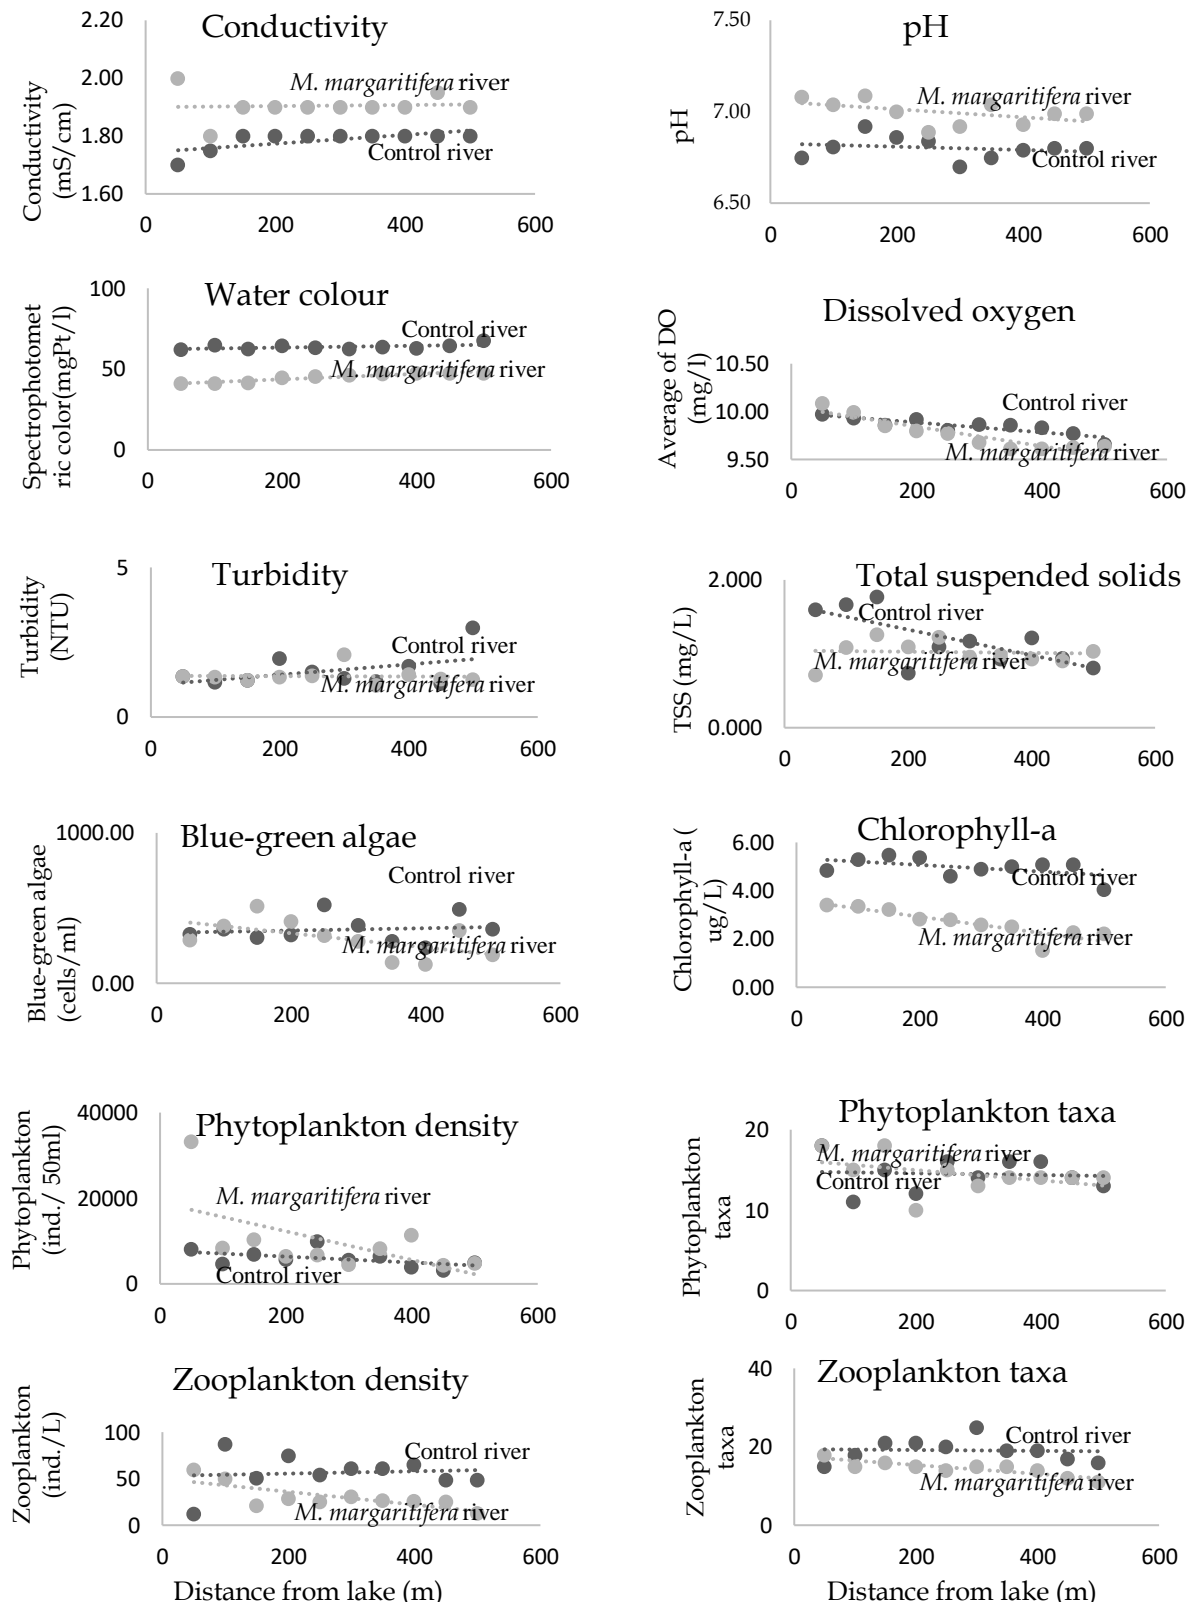 Conductivity
Conductivity
(mS/cm)
2.20
2.00
1.80
1.60
M. margaritifera river
Control river
0 200 400 600
pH
pH
7.50
7.00
6.50
M. margaritifera river
Control river
0 200 400 600
Water colour
Spectrophotomet
ric color(mgPt/l)
100
50
0
Control river
M. margaritifera river
0 200 400 600
Dissolved oxygen
Average of DO
(mg/l)
10.50
10.00
9.50
Control river
M. margaritifera river
0 200 400 600
Turbidity
Turbidity
(NTU)
5
0
Control river
M. margaritifera river
0 200 400 600
Total suspended solids
TSS (mg/L)
2.000
0.000
Control river
M. margaritifera river
0 200 400 600
Blue-green algae
Blue-green algae
(cells/ml)
1000.00
0.00
Control river
M. margaritifera river
0 200 400 600
Chlorophyll-a
Chlorophyll-a (
ug/L)
6.00
4.00
2.00
0.00
Control river
M. margaritifera river
0 200 400 600
Phytoplankton density
Phytoplankton
(ind./ 50ml)
40000
20000
0
M. margaritifera river
Control river
0 200 400 600
Phytoplankton taxa
Phytoplankton
taxa
20
10
0
M. margaritifera river
Control river
0 200 400 600
Zooplankton density
Zooplankton
(ind./L)
100
50
0
Control river
M. margaritifera river
0 200 400 600
Distance from lake (m)
Zooplankton taxa
Zooplankton
taxa
40
20
0
Control river
M. margaritifera river
0 200 400 600
Distance from lake (m)